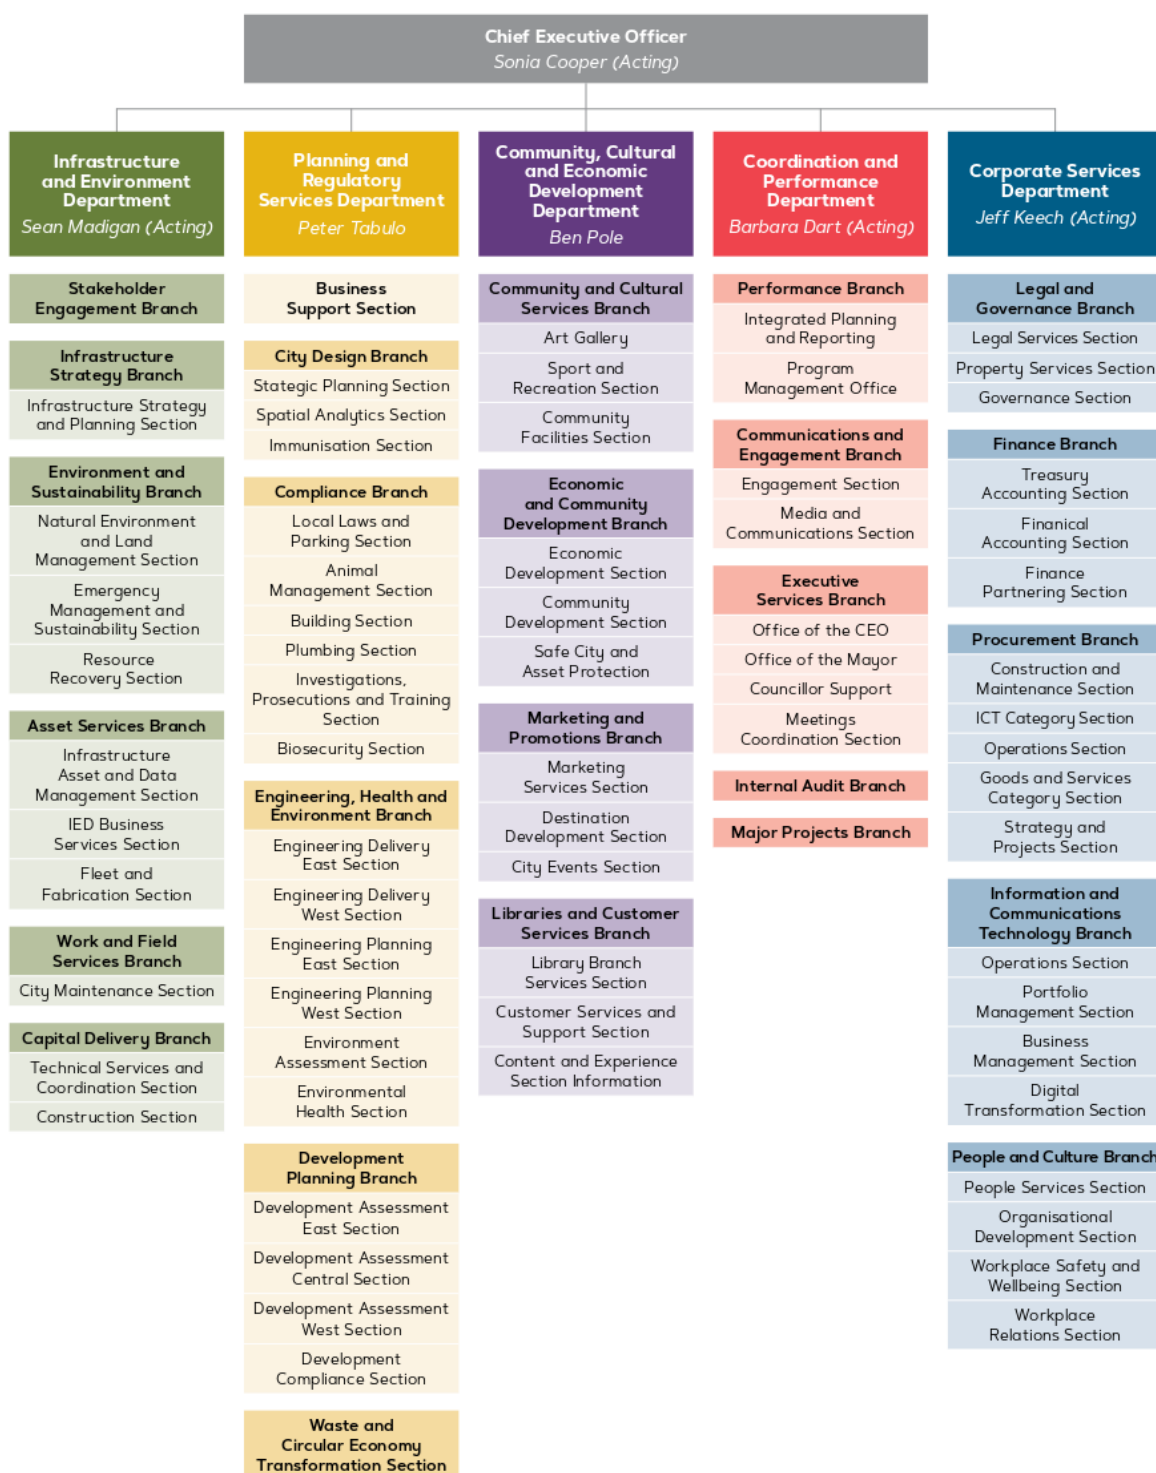 Chief Executive Officer
Sonia Cooper (Acting)
Infrastructure
and Environment
Department
Sean Madigan (Acting)
Stakeholder
Engagement Branch
Infrastructure
Strategy Branch
Infrastructure Strategy
and Planning Section
Environment and
Sustainability Branch
Natural Environment
and Land
Management Section
Emergency
Management and
Sustainability Section
Resource
Recovery Section
Asset Services Branch
Infrastructure
Asset and Data
Management Section
IED Business
Services Section
Fleet and
Fabrication Section
Work and Field
Services Branch
City Maintenance Section
Capital Delivery Branch
Technical Services and
Coordination Section
Construction Section
Planning and
Regulatory
Services Department
Peter Tabulo
Business
Support Section
City Design Branch
Stategic Planning Section
Spatial Analytics Section
Immunisation Section
Compliance Branch
Local Laws and
Parking Section
Animal
Management Section
Building Section
Plumbing Section
Investigations,
Prosecutions and Training
Section
Biosecurity Section
Engineering, Health and
Environment Branch
Engineering Delivery
East Section
Engineering Delivery
West Section
Engineering Planning
East Section
Engineering Planning
West Section
Environment
Assessment Section
Environmental
Health Section
Development
Planning Branch
Development Assessment
East Section
Development Assessment
Central Section
Development Assessment
West Section
Development
Compliance Section
Waste and
Circular Economy
Transformation Section
Community, Cultural
and Economic
Development
Department
Ben Pole
Community and Cultural
Services Branch
Art Gallery
Sport and
Recreation Section
Community
Facilities Section
Economic
and Community
Development Branch
Economic
Development Section
Community
Development Section
Safe City and
Asset Protection
Marketing and
Promotions Branch
Marketing
Services Section
Destination
Development Section
City Events Section
Libraries and Customer
Services Branch
Library Branch
Services Section
Customer Services and
Support Section
Content and Experience
Section Information
Coordination and
Performance
Department
Barbara Dart (Acting)
Performance Branch
Integrated Planning
and Reporting
Program
Management Office
Communications and
Engagement Branch
Engagement Section
Media and
Communications Section
Executive
Services Branch
Office of the CEO
Office of the Mayor
Councillor Support
Meetings
Coordination Section
Internal Audit Branch
Major Projects Branch
Corporate Services
Department
Jeff Keech (Acting)
Legal and
Governance Branch
Legal Services Section
Property Services Section
Governance Section
Finance Branch
Treasury
Accounting Section
Finanical
Accounting Section
Finance
Partnering Section
Procurement Branch
Construction and
Maintenance Section
ICT Category Section
Operations Section
Goods and Services
Category Section
Strategy and
Projects Section
Information and
Communications
Technology Branch
Operations Section
Portfolio
Management Section
Business
Management Section
Digital
Transformation Section
People and Culture Branch
People Services Section
Organisational
Development Section
Workplace Safety and
Wellbeing Section
Workplace
Relations Section